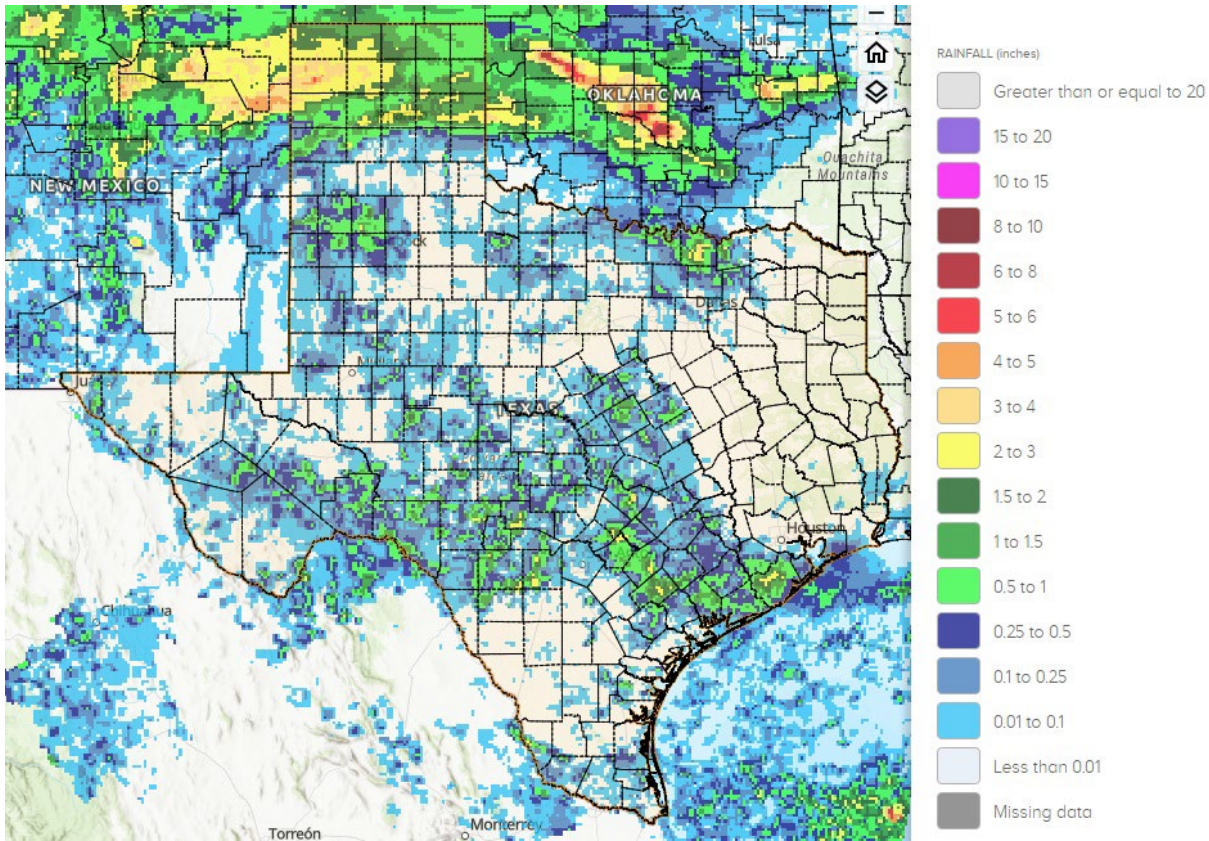 Tulsa
OKLAHOMA
Ouachita
Mountains
NEW MEXICO
Dallas
TEXAS
Houston
Chihuahua
Torreón
Monterrey
RAINFALL (inches)
Greater than or equal to 20
15 to 20
10 to 15
8 to 10
6 to 8
5 to 6
4 to 5
3 to 4
2 to 3
1.5 to 2
1 to 1.5
0.5 to 1
0.25 to 0.5
0.1 to 0.25
0.01 to 0.1
Less than 0.01
Missing data